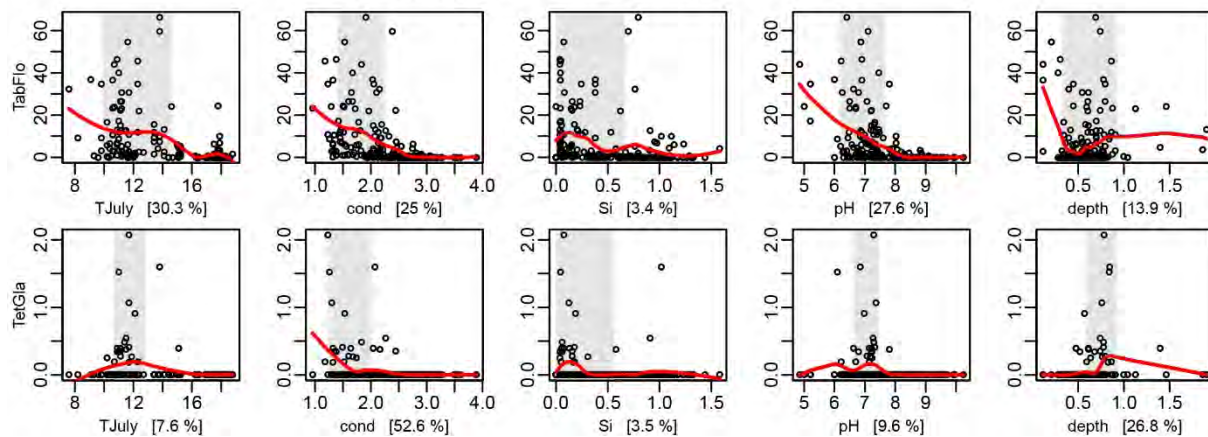 TabFlo
0 20 40 60
8 12 16
TJuly [30.3 %]
0 20 40 60
1.0 2.0 3.0 4.0
cond [25 %]
0 20 40 60
0.0 0.5 1.0 1.5
Si [3.4 %]
0 20 40 60
5 6 7 8 9
pH [27.6 %]
0 20 40 60
0.5 1.0 1.5
depth [13.9 %]
TetGla
0.0 1.0 2.0
8 12 16
TJuly [7.6 %]
0.0 1.0 2.0
1.0 2.0 3.0 4.0
cond [52.6 %]
0.0 1.0 2.0
0.0 0.5 1.0 1.5
Si [3.5 %]
0.0 1.0 2.0
5 6 7 8 9
pH [9.6 %]
0.0 1.0 2.0
0.5 1.0 1.5
depth [26.8 %]